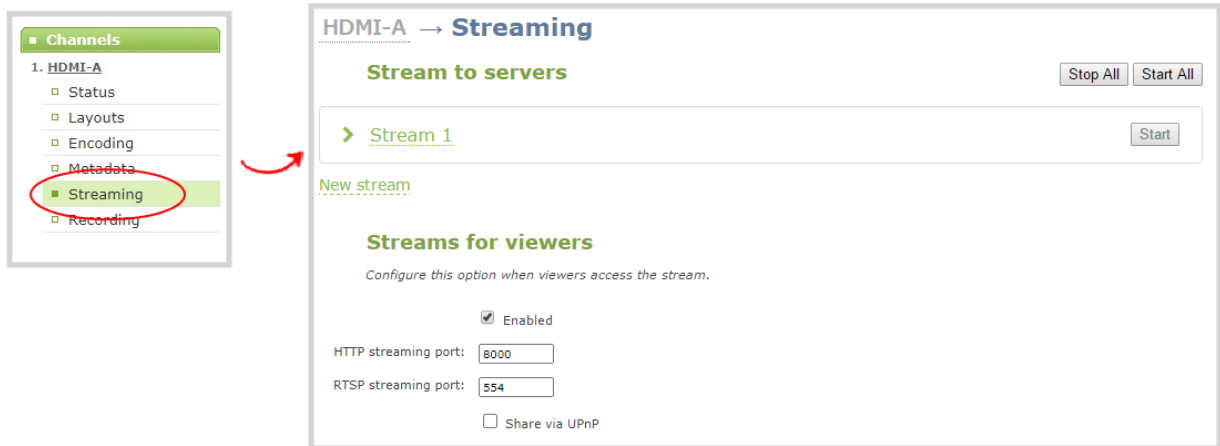 Channels
1. HDMI-A
Status
Layouts
Encoding
Metadata
Streaming
Recording
HDMI-A → Streaming
Stream to servers
Stop All
Start All
Stream 1
Start
New stream
Streams for viewers
Configure this option when viewers access the stream.
Enabled
HTTP streaming port: 8000
RTSP streaming port: 554
Share via UPnP